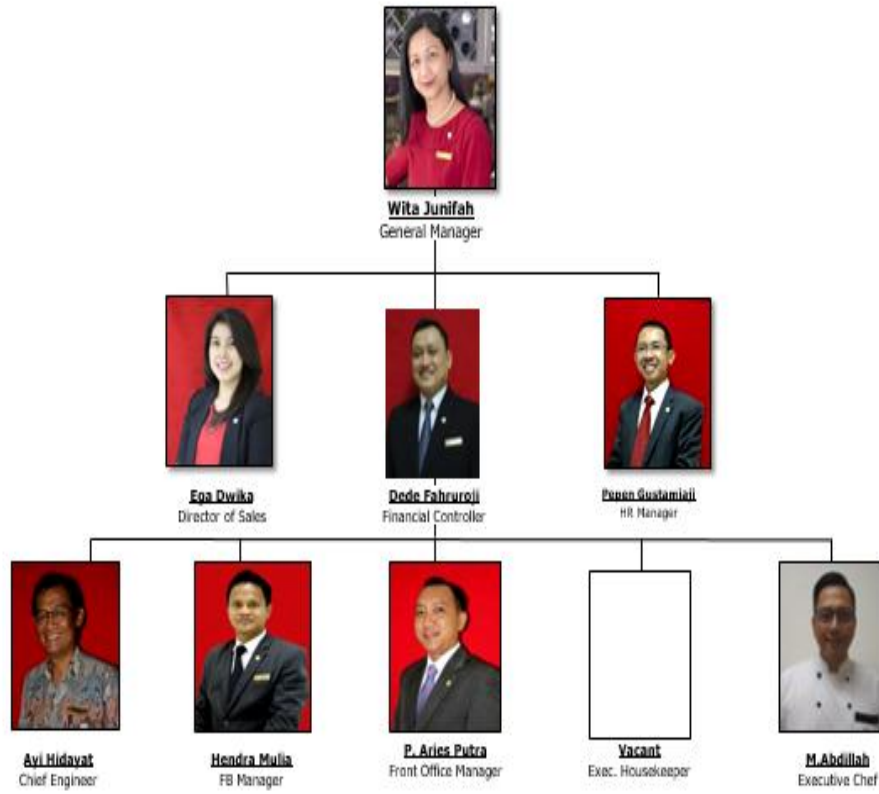 Wita Junifah
General Manager
Ega Dwika
Director of Sales
Dede Fahruroji
Financial Controller
Pepen Gustamiaji
HR Manager
Ayi Hidayat
Chief Engineer
Hendra Mulia
FB Manager
P. Aries Putra
Front Office Manager
Vacant
Exec. Housekeeper
M.Abdillah
Executive Chef